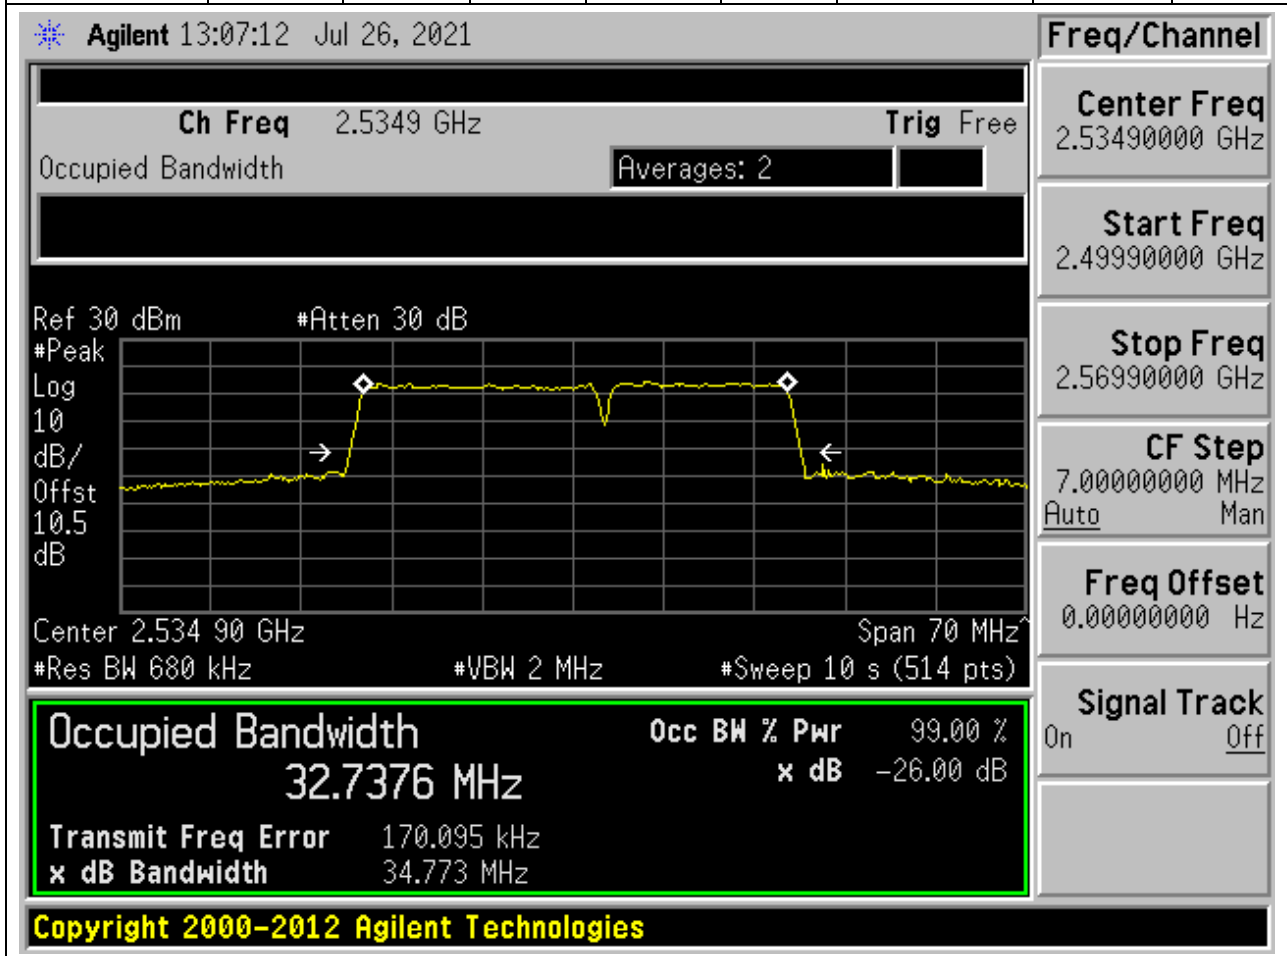 Agilent 13:07:12 Jul 26, 2021
Freq/Channel
Ch Freq 2.5349 GHz Trig Free
Occupied Bandwidth Averages: 2
Ref 30 dBm #Atten 30 dB
#Peak
Log
10
dB/
Offst
10.5
dB
Center 2.534 90 GHz Span 70 MHz^
#Res BW 680 kHz #VBW 2 MHz #Sweep 10 s (514 pts)
Occupied Bandwidth Occ BW % Pwr 99.00 %
32.7376 MHz x dB -26.00 dB
Transmit Freq Error 170.095 kHz
x dB Bandwidth 34.773 MHz
Center Freq
2.53490000 GHz
Start Freq
2.49990000 GHz
Stop Freq
2.56990000 GHz
CF Step
7.00000000 MHz
Auto Man
Freq Offset
0.00000000 Hz
Signal Track
On Off
Copyright 2000-2012 Agilent Technologies